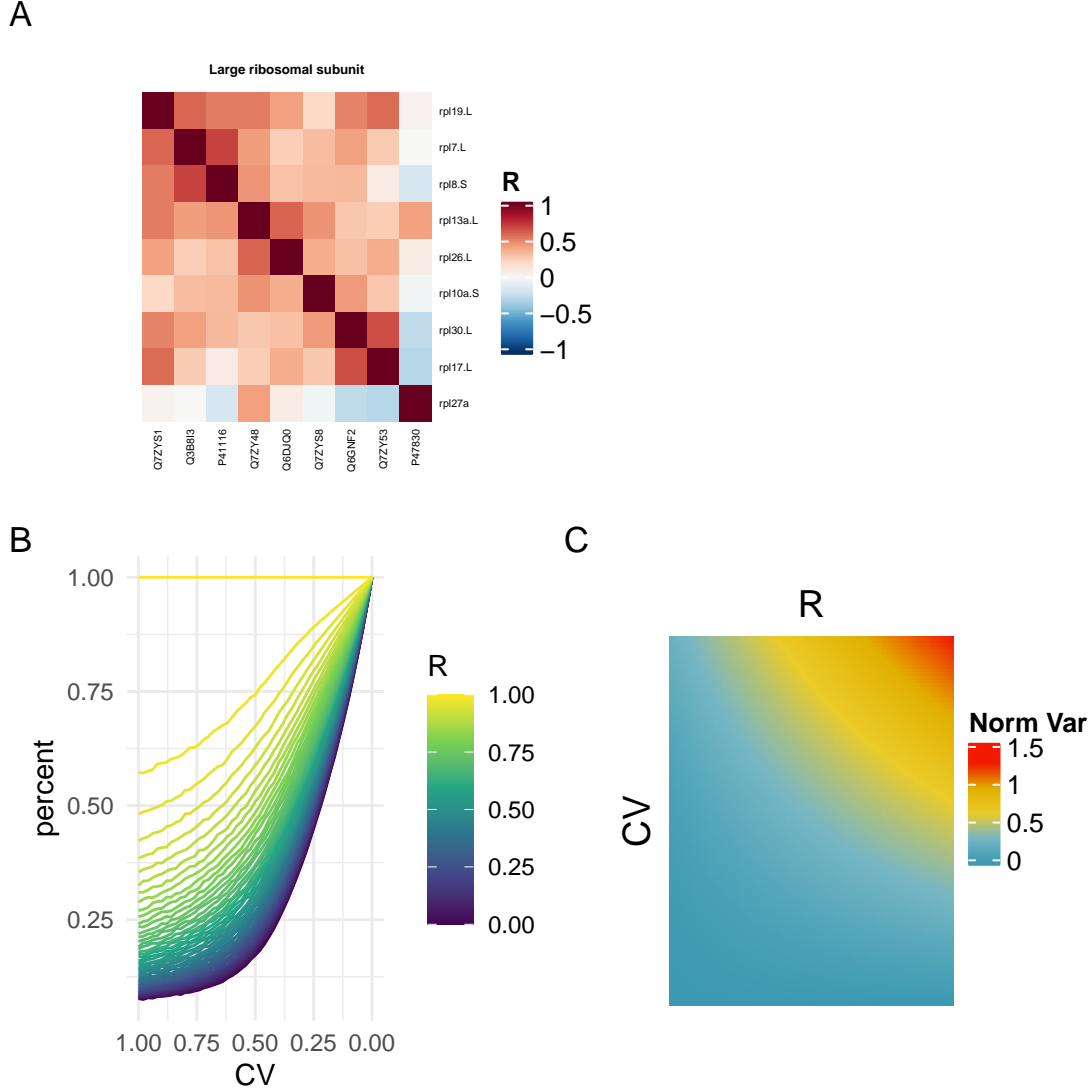 A
Large ribosomal subunit
rpl19.L
rpl7.L
rpl8.S
rpl13a.L
rpl26.L
rpl10a.S
rpl30.L
rpl17.L
rpl27a
Q7ZYS1
Q3B8I3
P41116
Q7ZY48
Q6DJQ0
Q7ZYS8
Q6GNF2
Q7ZY53
P47830
R
1
0.5
0
−0.5
−1
B
1.00
0.75
0.50
0.25
percent
1.00 0.75 0.50 0.25 0.00
CV
R
1.00
0.75
0.50
0.25
0.00
C
R
CV
Norm Var
1.5
1
0.5
0